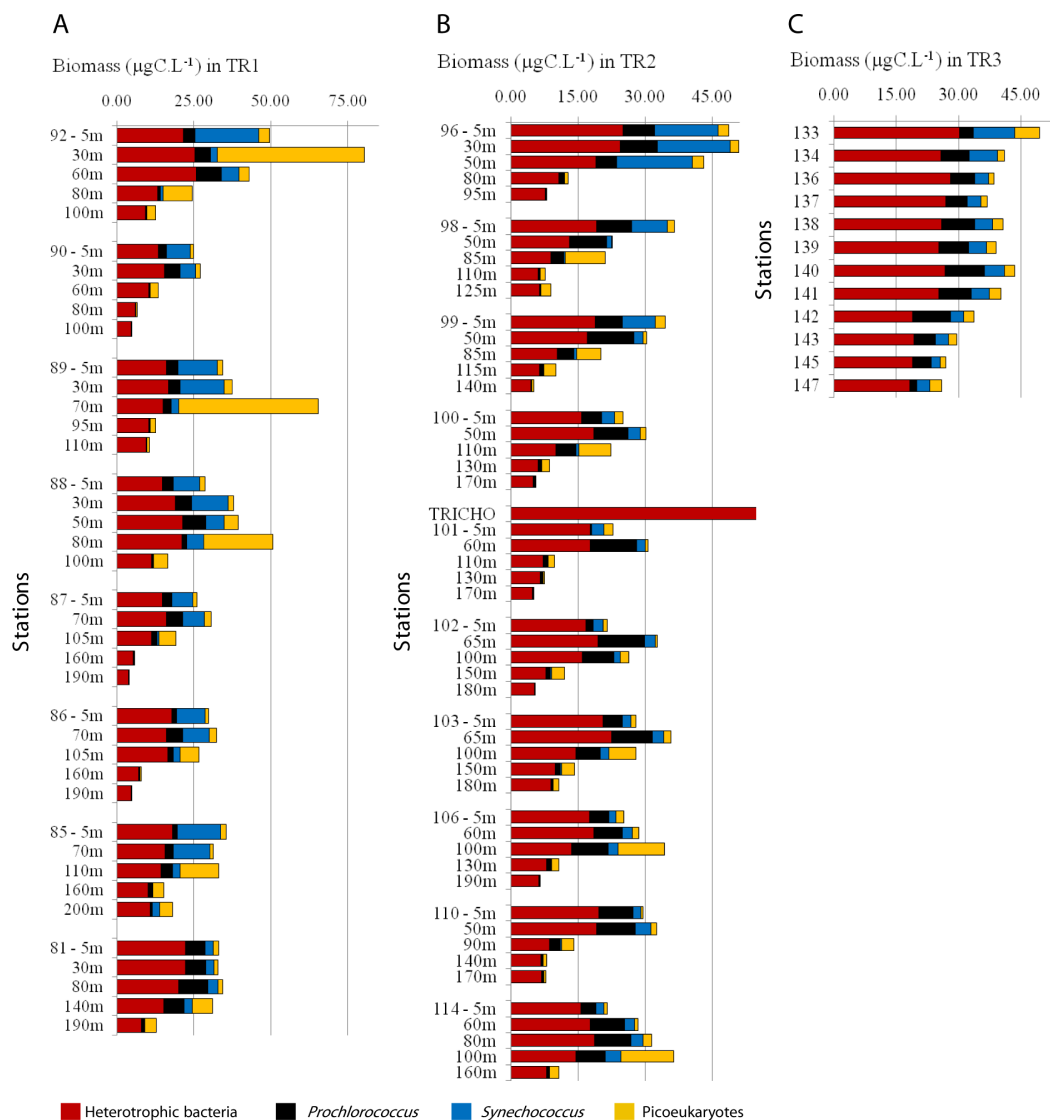 A
Biomass (µgC.L-1) in TR1
0.00 25.00 50.00 75.00
92 - 5m
30m
60m
80m
100m
90 - 5m
30m
60m
80m
100m
89 - 5m
30m
70m
95m
110m
88 - 5m
30m
50m
80m
100m
87 - 5m
70m
105m
160m
190m
86 - 5m
70m
105m
160m
190m
85 - 5m
70m
110m
160m
200m
81 - 5m
30m
80m
140m
190m
Stations
B
Biomass (µgC.L-1) in TR2
0.00 15.00 30.00 45.00
96 - 5m
30m
50m
80m
95m
98 - 5m
50m
85m
110m
125m
99 - 5m
50m
85m
115m
140m
100 - 5m
50m
110m
130m
170m
TRICHO
101 - 5m
60m
110m
130m
170m
102 - 5m
65m
100m
150m
180m
103 - 5m
65m
100m
150m
180m
106 - 5m
60m
100m
130m
190m
110 - 5m
50m
90m
140m
170m
114 - 5m
60m
80m
100m
160m
Stations
C
Biomass (µgC.L-1) in TR3
0.00 15.00 30.00 45.00
133
134
136
137
138
139
140
141
142
143
145
147
Stations
Heterotrophic bacteria Prochlorococcus Synechococcus Picoeukaryotes